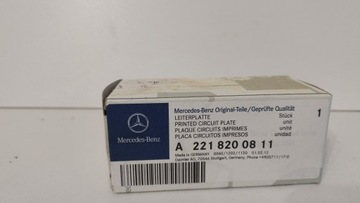 Mercedes-Benz Original-Teile/Geprüfte Qualität
LEITERPLATTE Stück 1
PRINTED CIRCUIT PLATE unit
PLAQUE CIRCUITS IMPRIMES unité
PLACA CIRCUITOS IMPRESOS unidad
Mercedes-Benz
A 221 820 08 11
Made in GERMANY
Daimler AG, 70546 Stuttgart, Germany, Phone